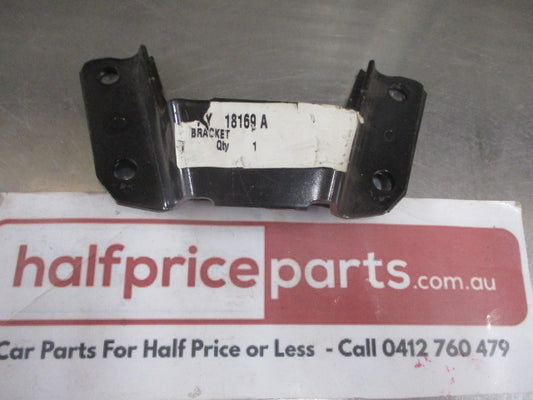 18169 A
BRACKET
Qty 1
halfpriceparts.com.au
Car Parts For Half Price or Less - Call 0412 760 479